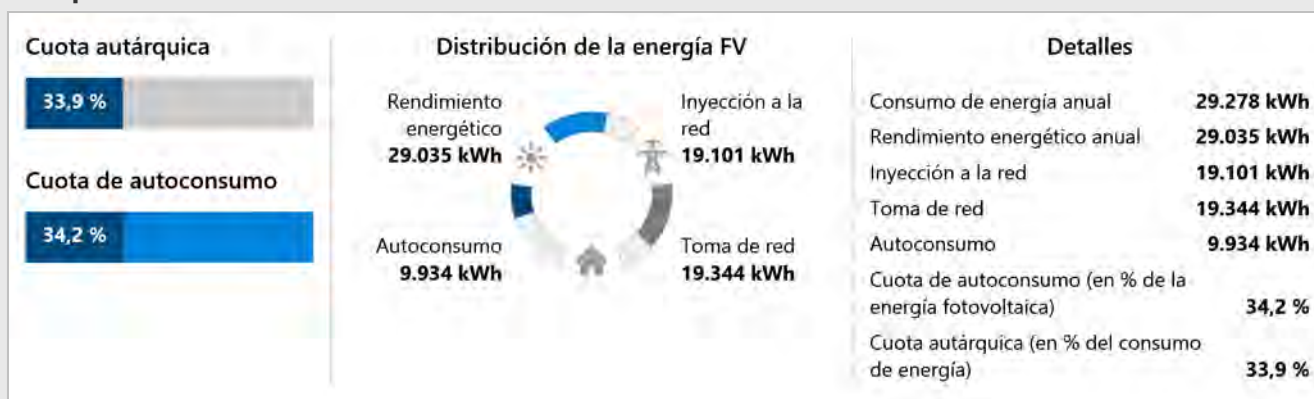 Cuota autárquica
33,9 %
Cuota de autoconsumo
34,2 %
Distribución de la energía FV
Rendimiento
energético
29.035 kWh
Inyección a la
red
19.101 kWh
Autoconsumo
9.934 kWh
Toma de red
19.344 kWh
Detalles
Consumo de energía anual 29.278 kWh
Rendimiento energético anual 29.035 kWh
Inyección a la red 19.101 kWh
Toma de red 19.344 kWh
Autoconsumo 9.934 kWh
Cuota de autoconsumo (en % de la
energía fotovoltaica) 34,2 %
Cuota autárquica (en % del consumo
de energía) 33,9 %